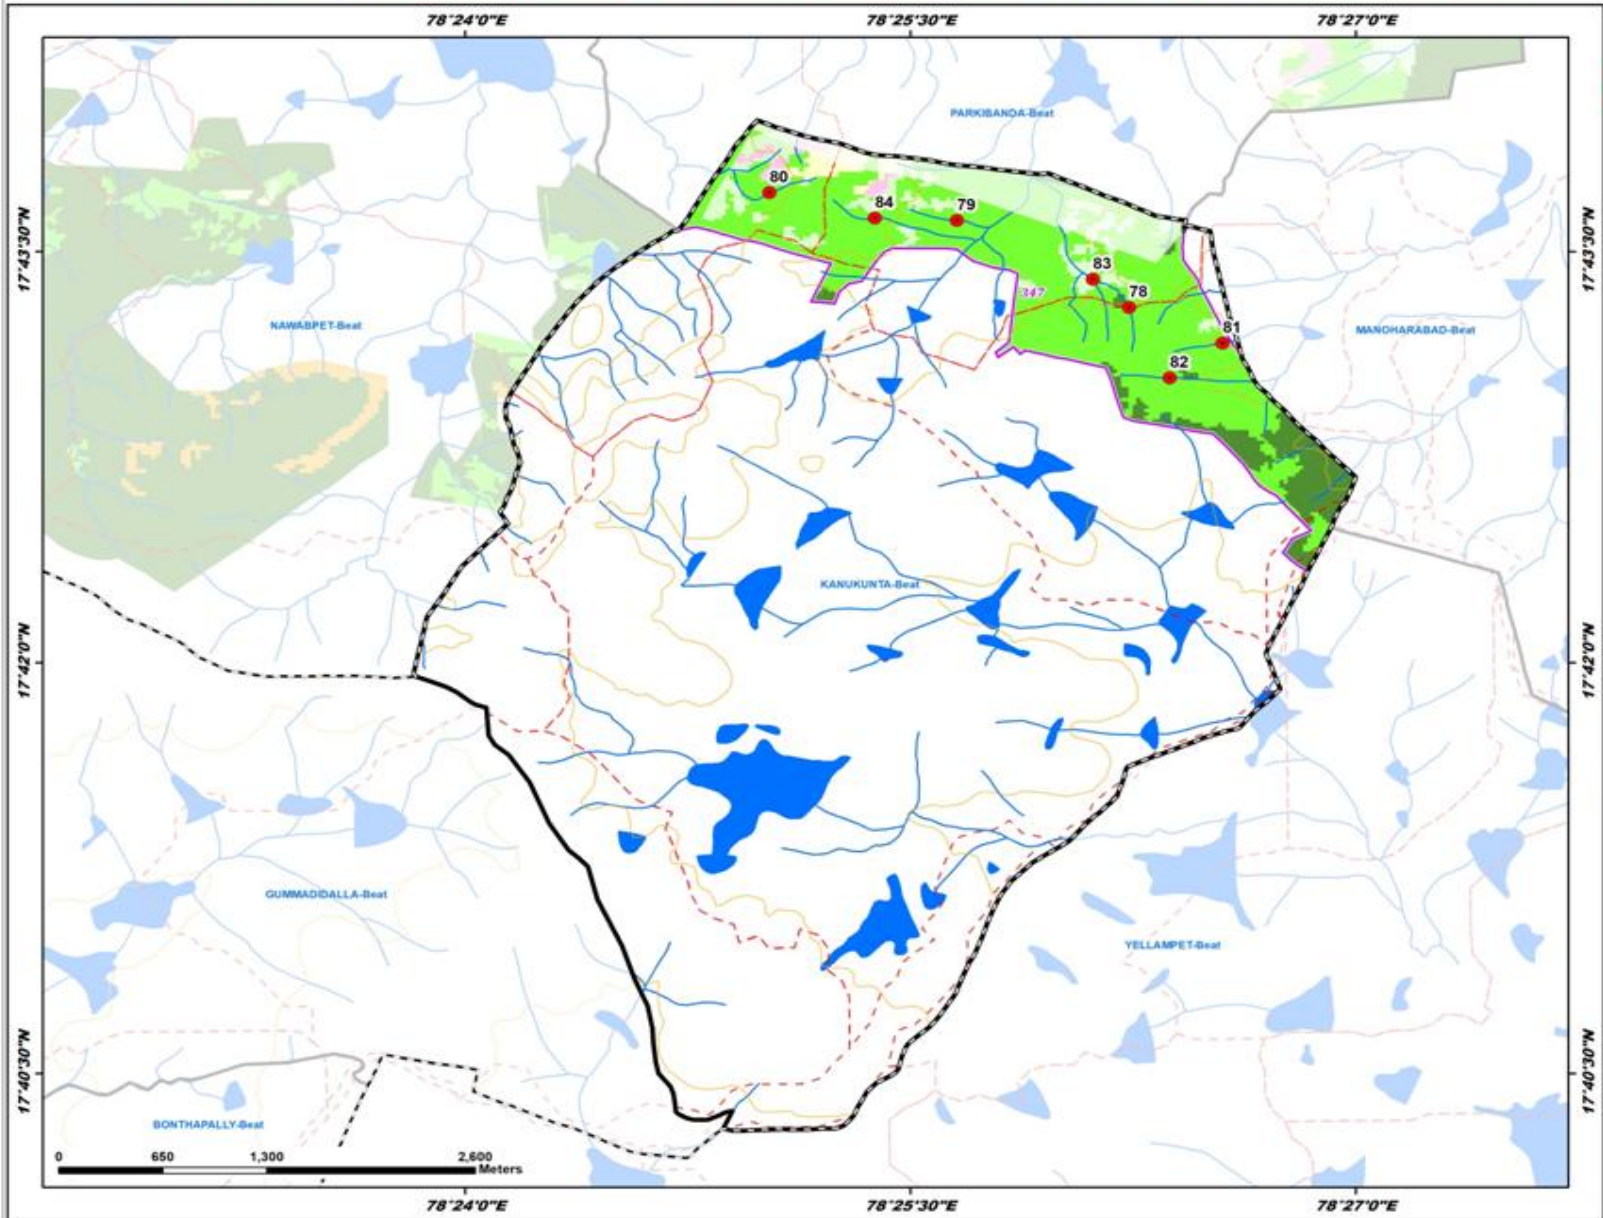 78°24'0"E
78°25'30"E
78°27'0"E
PARKIBANDA-Beat
80
84
79
17°43'30"N
17°43'30"N
83
347
78
NAWABPET-Beat
81
MANOHARABAD-Beat
82
KANUKUNTA-Beat
17°42'0"N
17°42'0"N
GUMMADIDALLA-Beat
YELLAMPET-Beat
17°40'30"N
17°40'30"N
BONTHAPALLY-Beat
0 650 1,300 2,600
Meters
78°24'0"E
78°25'30"E
78°27'0"E